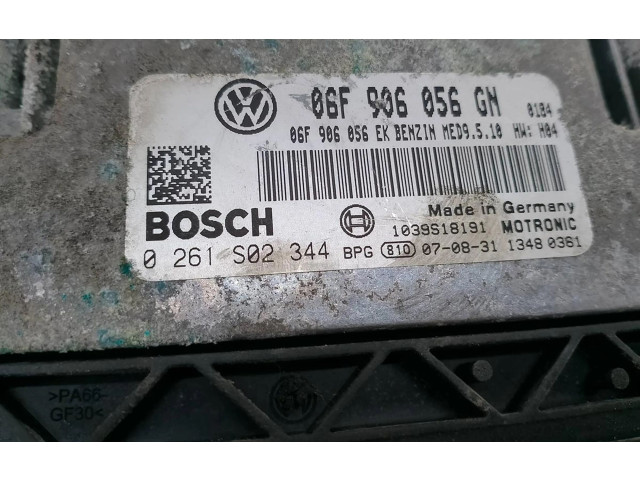 06F 906 056 GN 0184
06F 906 056 EK BENZIN MED9.5.10 HW: H04
Made in Germany
BOSCH 1039S18191 MOTRONIC
0 261 S02 344 BPG 810 07-08-31 1348 0361
>PA66-
GF30<